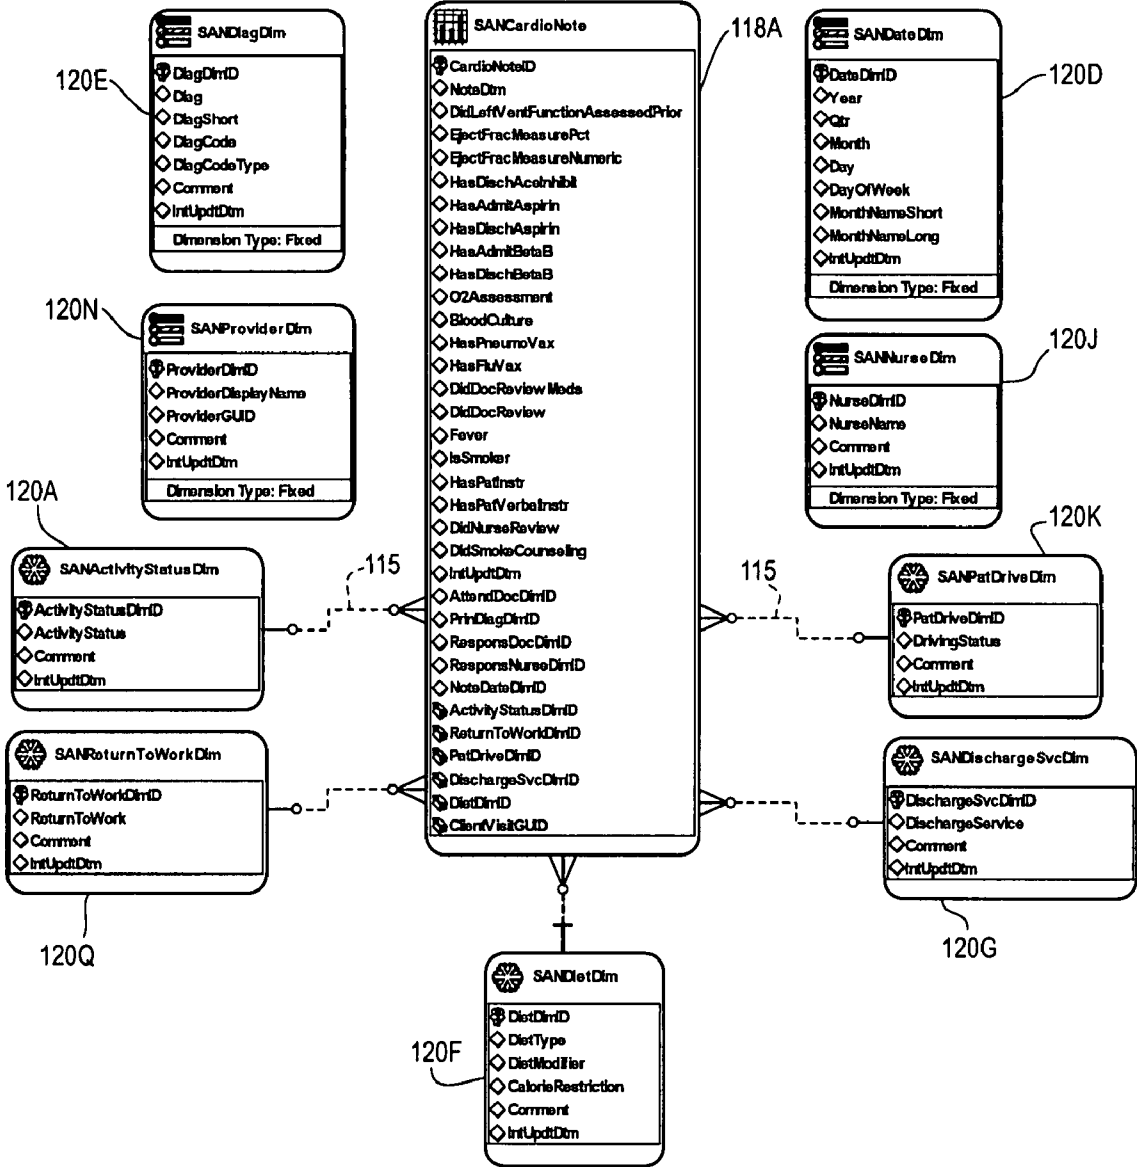 SANDiagDim
DiagDimID
Diag
DiagShort
DiagCode
DiagCodeType
Comment
IntUpdtDtm
Dimension Type: Fixed
120E
SANProviderDim
ProviderDimID
ProviderDisplayName
ProviderGUID
Comment
IntUpdtDtm
Dimension Type: Fixed
120N
120A
SANActivityStatusDim
ActivityStatusDimID
ActivityStatus
Comment
IntUpdtDtm
115
SANReturnToWorkDim
ReturnToWorkDimID
ReturnToWork
Comment
IntUpdtDtm
120Q
SANCardioNote
CardioNoteID
NoteDtm
DidLeftVentFunctionAssessedPrior
EjectFracMeasurePct
EjectFracMeasureNumeric
HasDischAceInhibit
HasAdmitAspirin
HasDischAspirin
HasAdmitBetaB
HasDischBetaB
O2Assessment
BloodCulture
HasPneumoVax
HasFluVax
DidDocReviewMeds
DidDocReview
Fever
IsSmoker
HasPatInstr
HasPatVerbalInstr
DidNurseReview
DidSmokeCounseling
IntUpdtDtm
AttendDocDimID
PrinDiagDimID
ResponsDocDimID
ResponsNurseDimID
NoteDateDimID
ActivityStatusDimID
ReturnToWorkDimID
PatDriveDimID
DischargeSvcDimID
DietDimID
ClientVisitGUID
118A
SANDateDim
DateDimID
Year
Qtr
Month
Day
DayOfWeek
MonthNameShort
MonthNameLong
IntUpdtDtm
Dimension Type: Fixed
120D
SANNurseDim
NurseDimID
NurseName
Comment
IntUpdtDtm
Dimension Type: Fixed
120J
120K
SANPatDriveDim
PatDriveDimID
DrivingStatus
Comment
IntUpdtDtm
115
SANDischargeSvcDim
DischargeSvcDimID
DischargeService
Comment
IntUpdtDtm
120G
SANDietDim
DietDimID
DietType
DietModifier
CalorieRestriction
Comment
IntUpdtDtm
120F